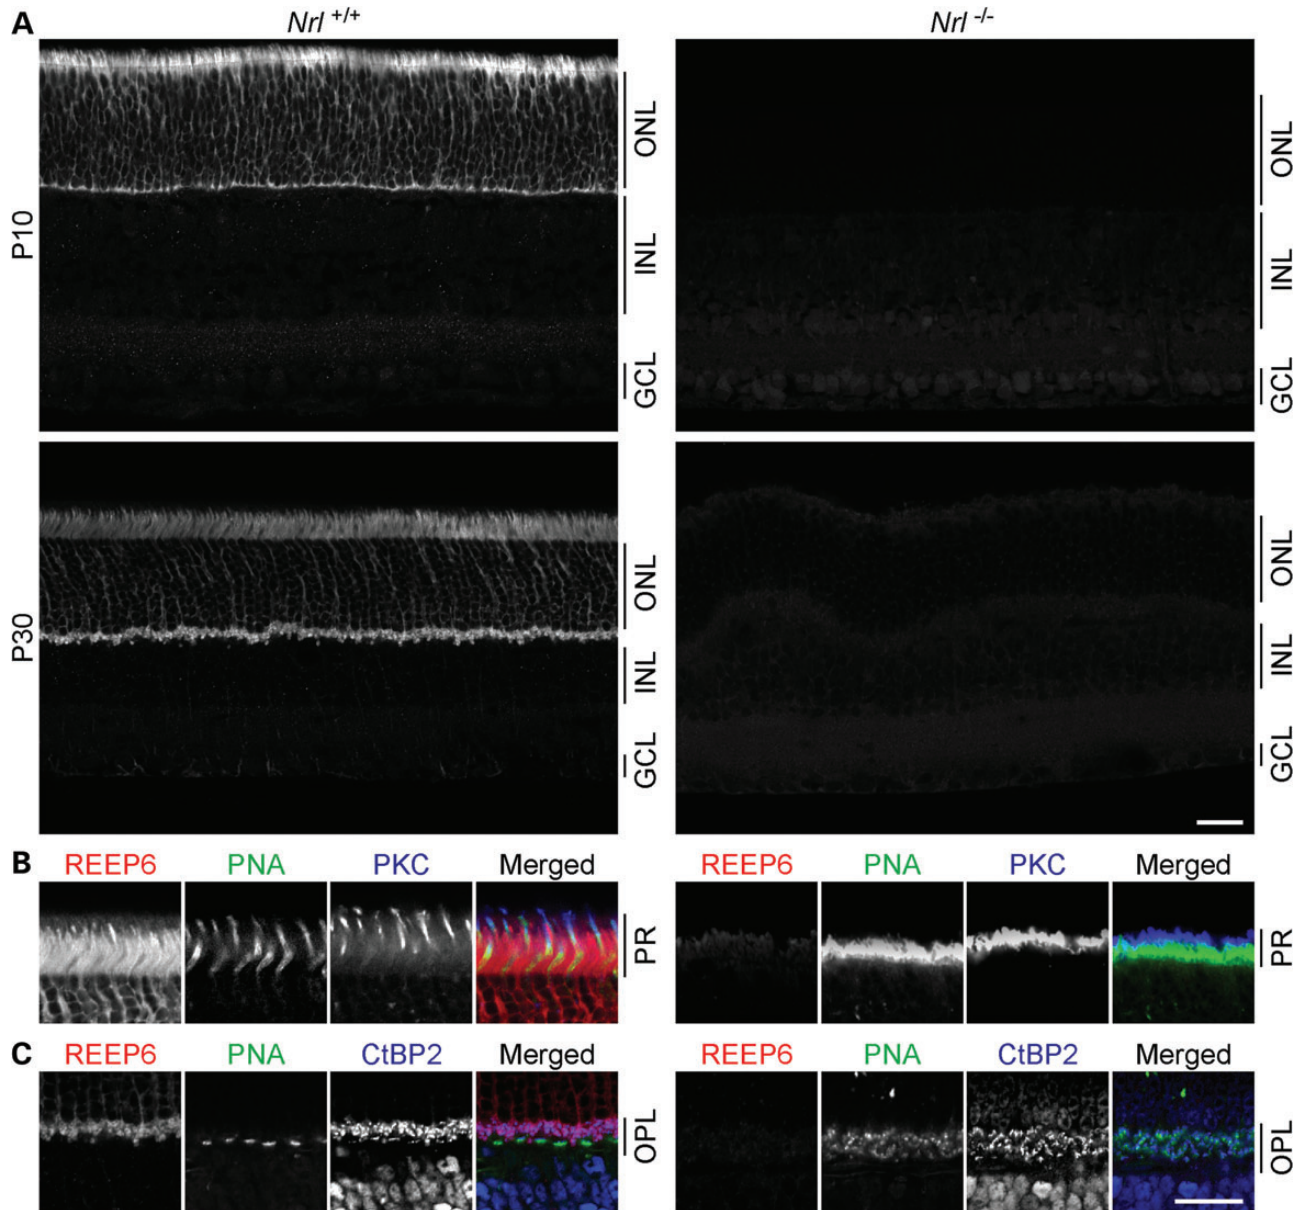 A Nrl +/+ Nrl -/-
P10 ONL ONL
INL INL
GCL GCL
P30 ONL ONL
INL INL
GCL GCL
B REEP6 PNA PKC Merged REEP6 PNA PKC Merged
PR PR
C REEP6 PNA CtBP2 Merged REEP6 PNA CtBP2 Merged
OPL OPL